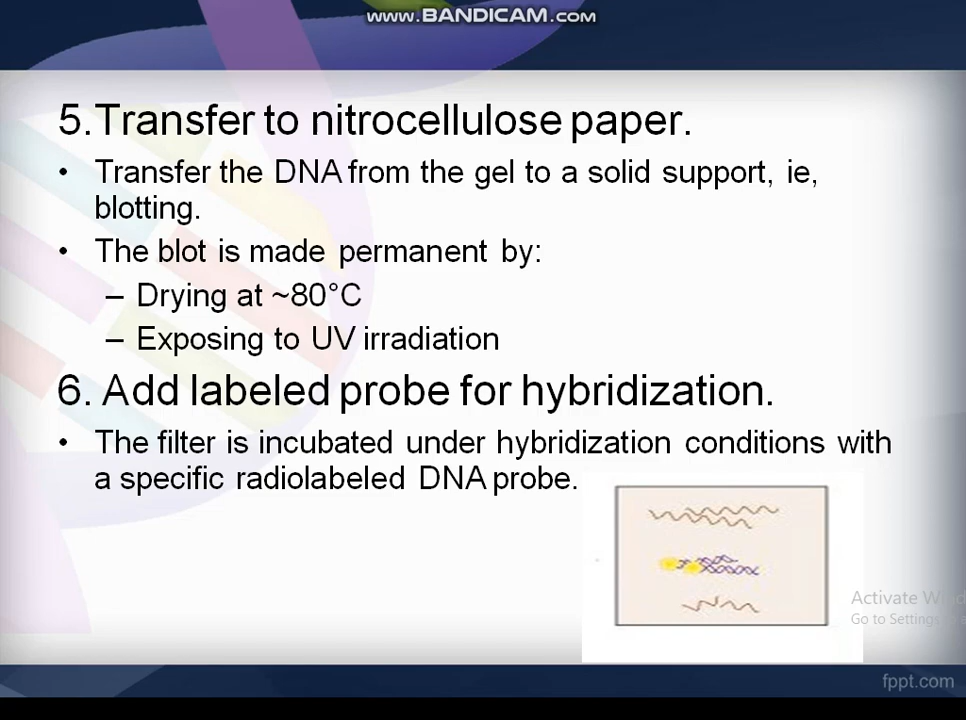 www.BANDICAM.com
5.Transfer to nitrocellulose paper.
• Transfer the DNA from the gel to a solid support, ie,
blotting.
• The blot is made permanent by:
– Drying at ~80°C
– Exposing to UV irradiation
6. Add labeled probe for hybridization.
• The filter is incubated under hybridization conditions with
a specific radiolabeled DNA probe.
Activate Wind
Go to Settings
fppt.com